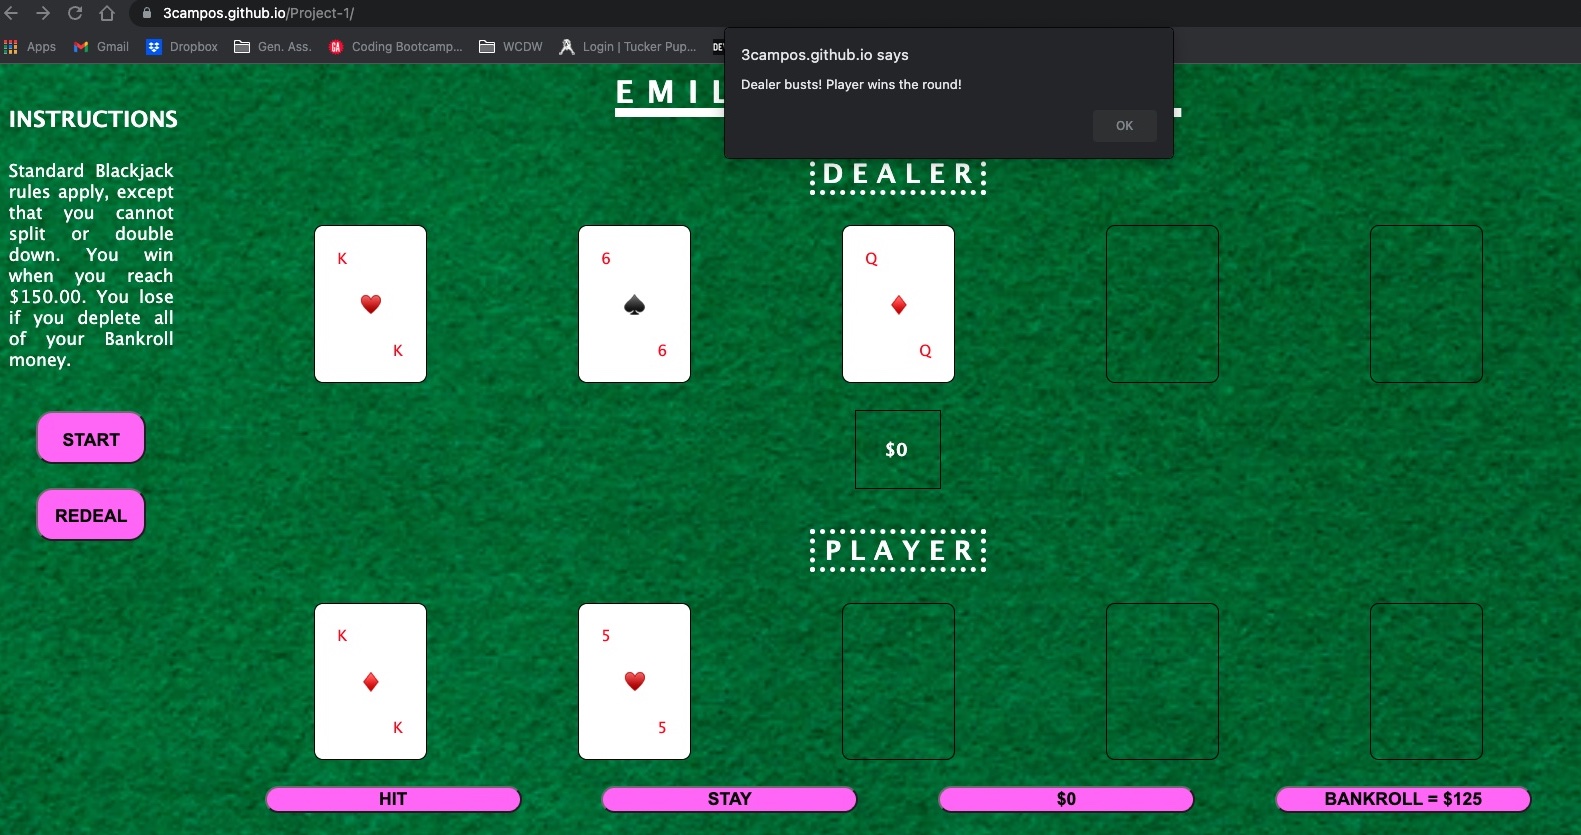 3campos.github.io/Project-1/
Apps Gmail Dropbox Gen. Ass. Coding Bootcamp... WCDW Login | Tucker Pup...
3campos.github.io says
Dealer busts! Player wins the round!
OK
INSTRUCTIONS
Standard Blackjack
rules apply, except
that you cannot
split or double
down. You win
when you reach
$150.00. You lose
if you deplete all
of your Bankroll
money.
START
REDEAL
DEALER
K
K
6
6
Q
Q
$0
PLAYER
K
K
5
5
HIT STAY $0 BANKROLL = $125